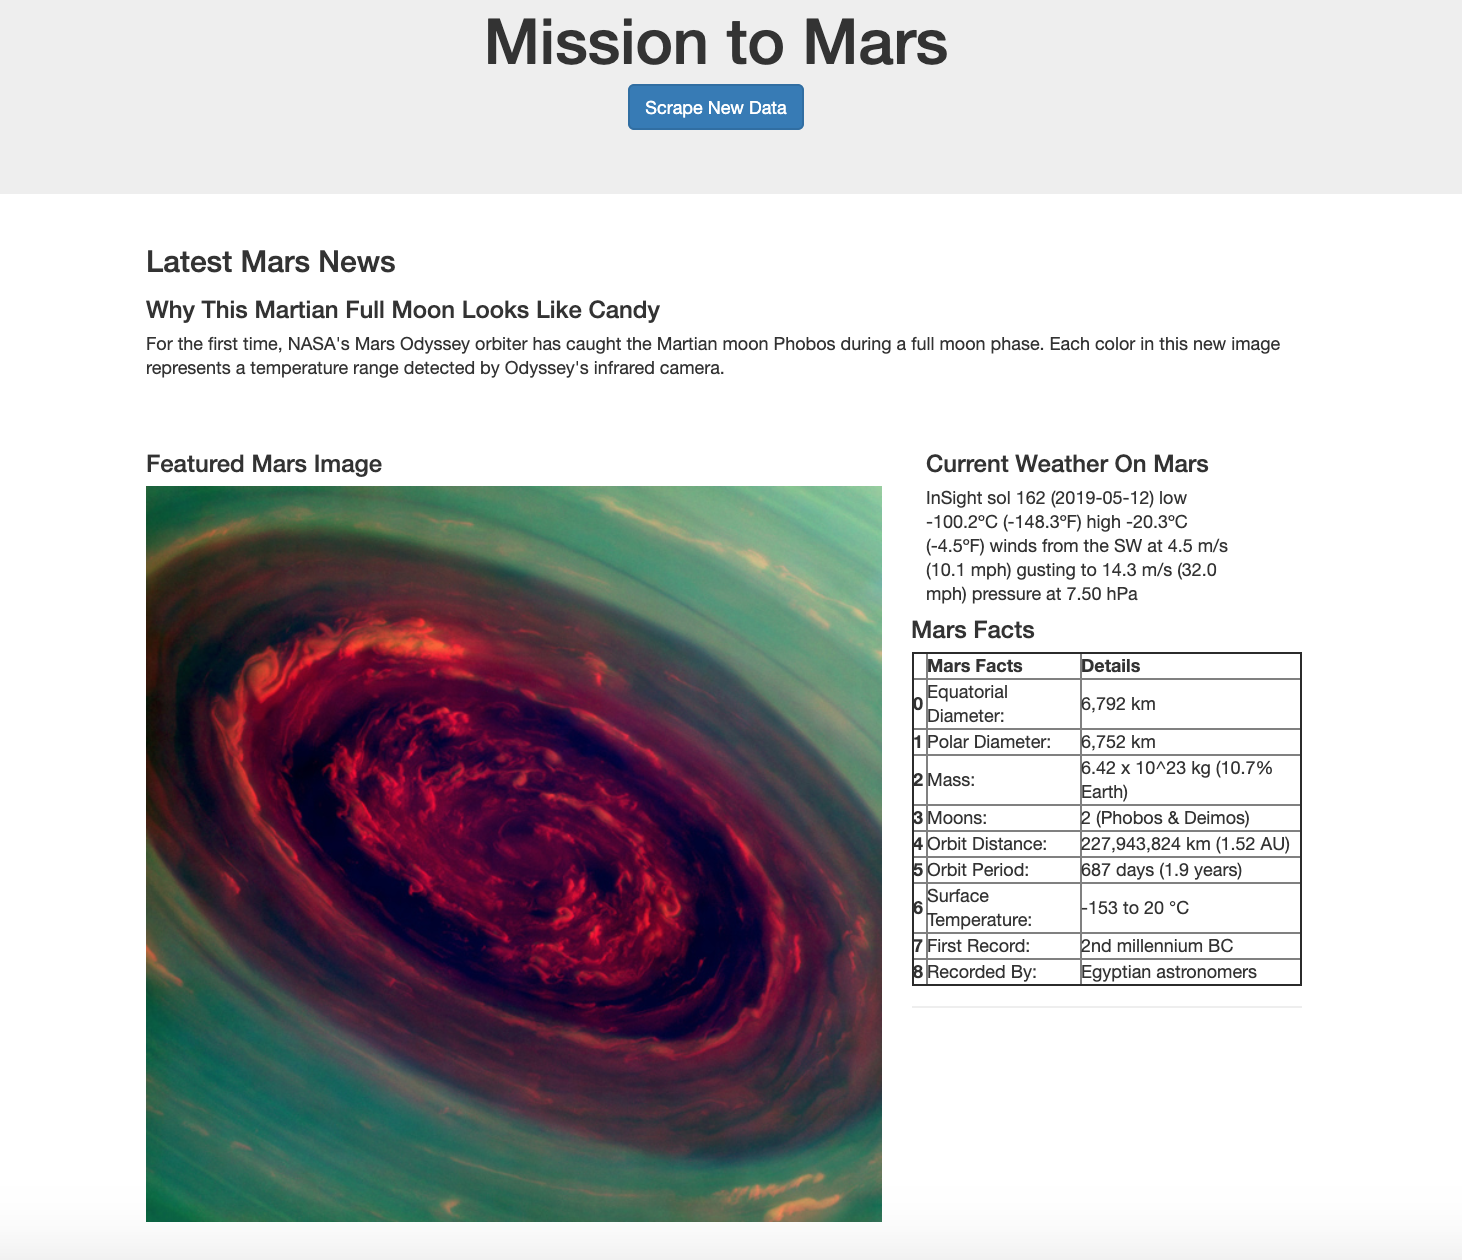 Mission to Mars
Scrape New Data
Latest Mars News
Why This Martian Full Moon Looks Like Candy
For the first time, NASA's Mars Odyssey orbiter has caught the Martian moon Phobos during a full moon phase. Each color in this new image
represents a temperature range detected by Odyssey's infrared camera.
Featured Mars Image
Current Weather On Mars
InSight sol 162 (2019-05-12) low
-100.2ºC (-148.3ºF) high -20.3ºC
(-4.5ºF) winds from the SW at 4.5 m/s
(10.1 mph) gusting to 14.3 m/s (32.0
mph) pressure at 7.50 hPa
Mars Facts
Mars Facts Details
0 Equatorial
Diameter: 6,792 km
1 Polar Diameter: 6,752 km
2 Mass: 6.42 x 10^23 kg (10.7%
Earth)
3 Moons: 2 (Phobos & Deimos)
4 Orbit Distance: 227,943,824 km (1.52 AU)
5 Orbit Period: 687 days (1.9 years)
6 Surface
Temperature: -153 to 20 °C
7 First Record: 2nd millennium BC
8 Recorded By: Egyptian astronomers